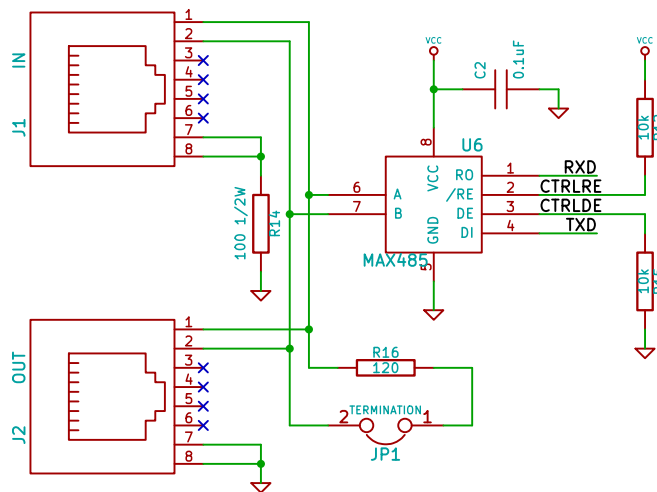 IN
J1
1
2
3
4
5
6
7
8
100 1/2W
R14
VCC
C2
0.1uF
VCC
10k
U6
8
VCC
6
A
7
B
RO
/RE
DE
DI
1
2
3
4
RXD
CTRLRE
CTRLDE
TXD
GND
5
MAX485
10k
OUT
J2
1
2
3
4
5
6
7
8
R16
120
TERMINATION
2
1
JP1